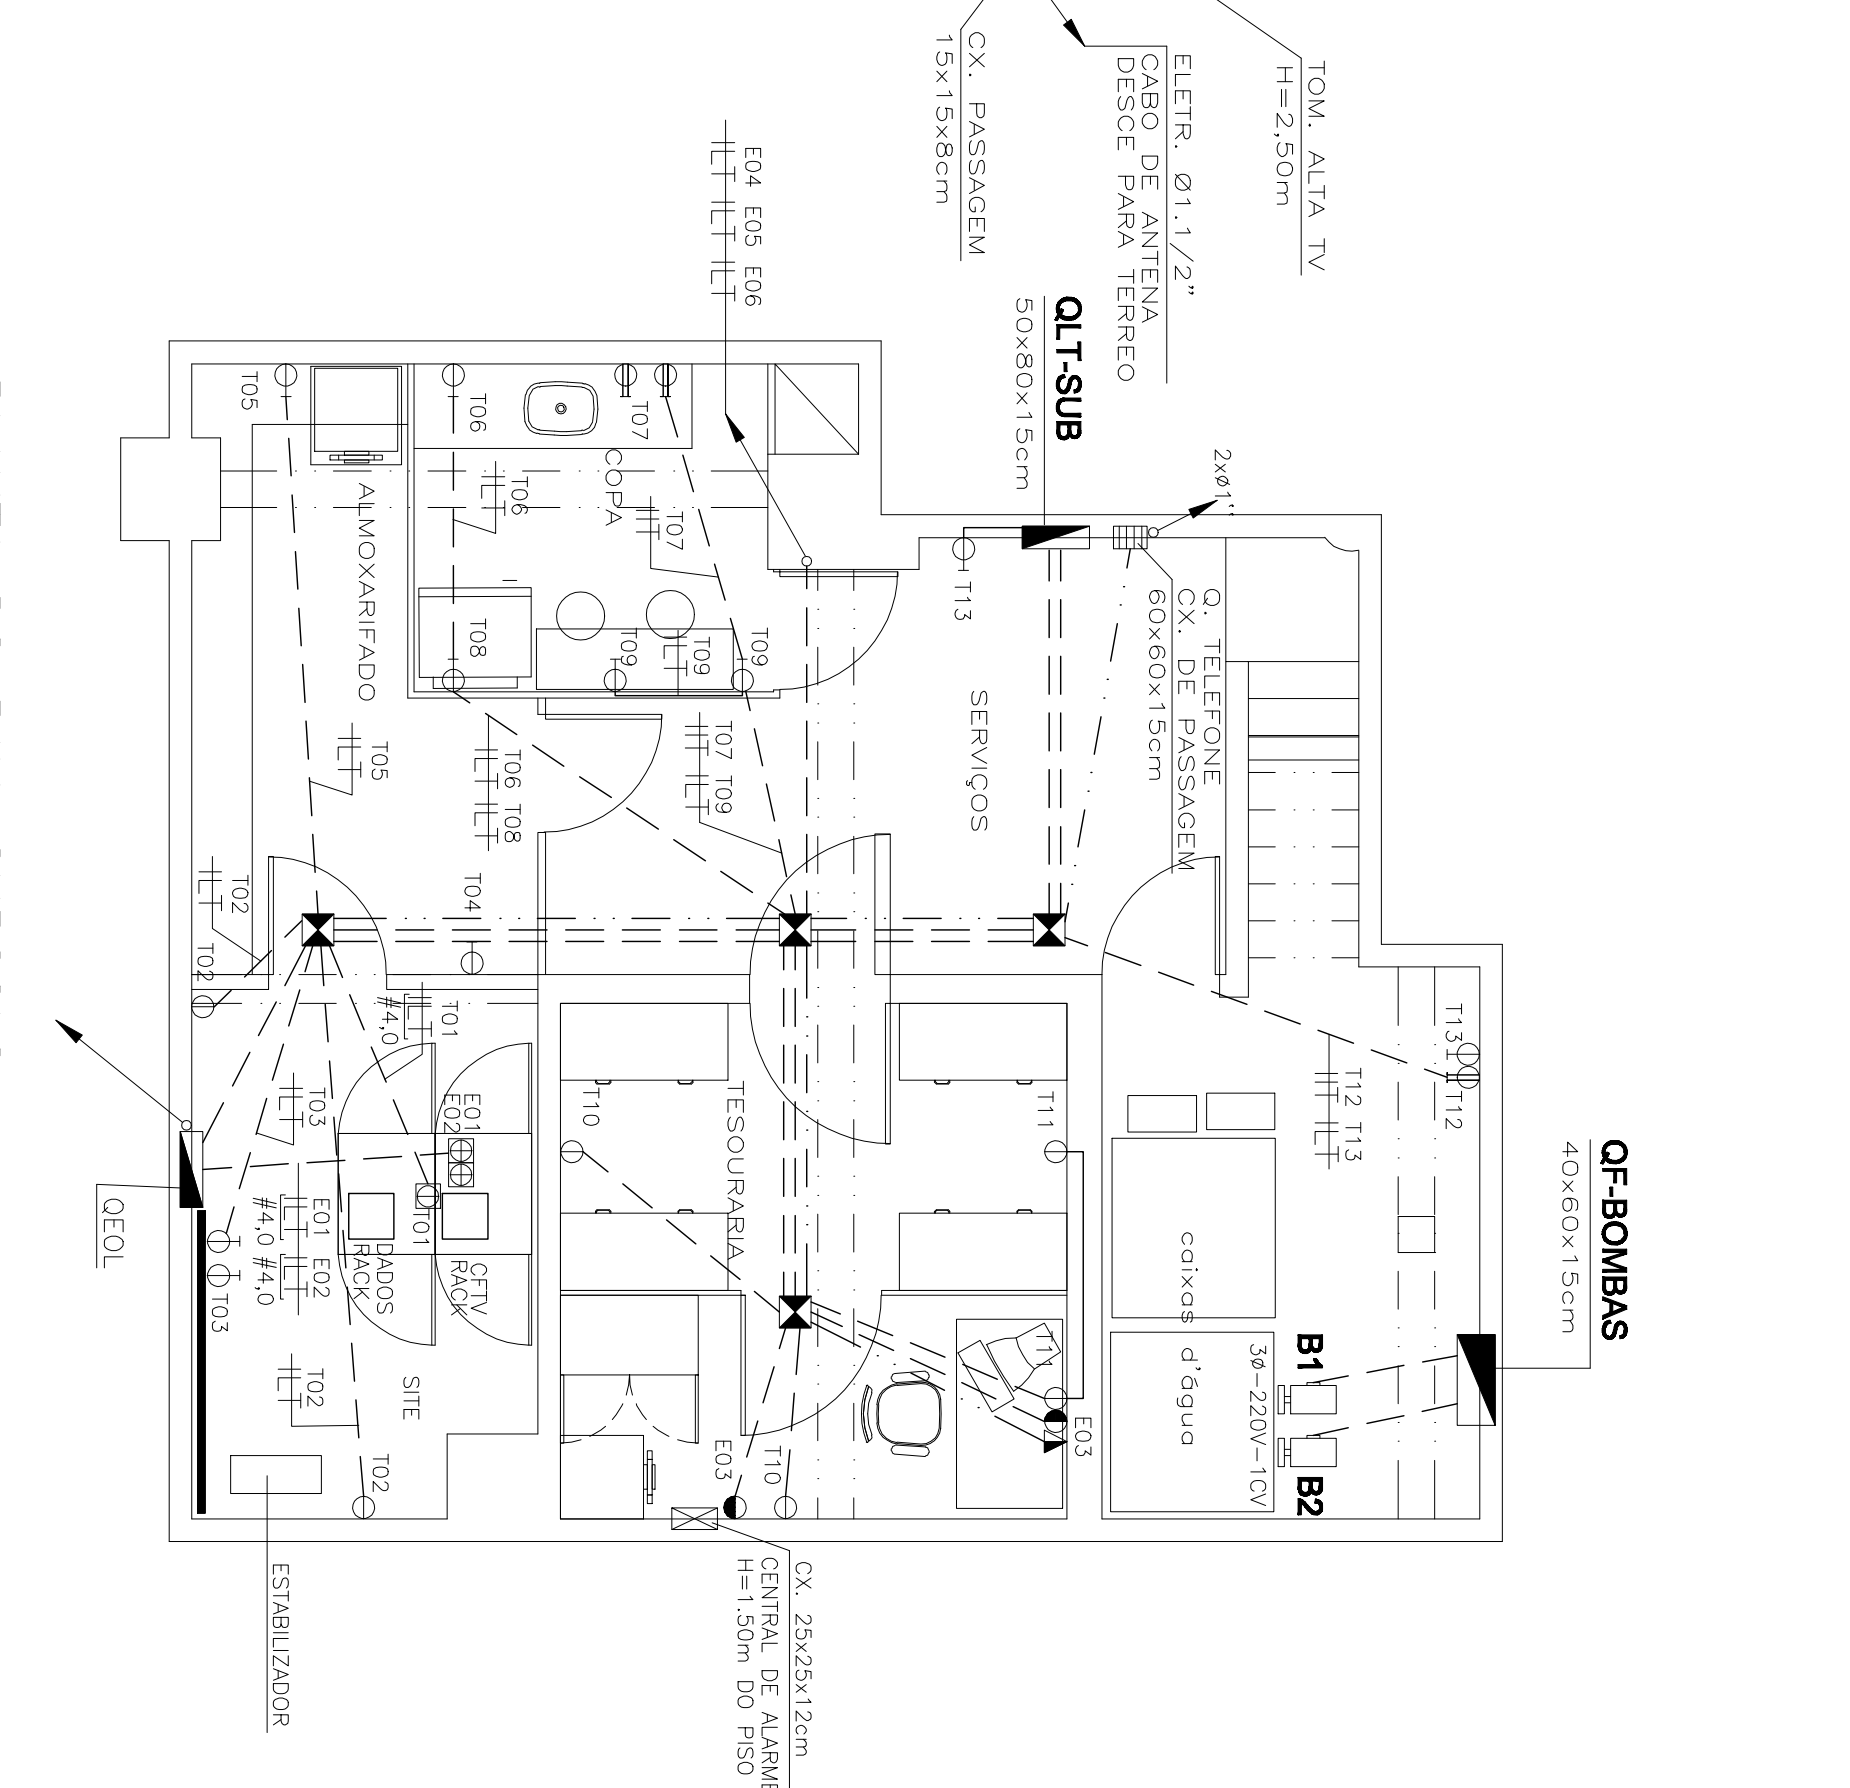 TOM. ALTA TV
H=2,50m
ELETR. Ø1.1/2”
CABO DE ANTENA
DESCE PARA TERREO
CX. PASSAGEM
15x15x8cm
E04 E05 E06
QLT-SUB
50x80x15cm
2xø1”
Q. TELEFONE
CX. DE PASSAGEM
60x60x15cm
T13
SERVIÇOS
T05
T06
T07
COPA
T06
T07
ALMOXARIFADO
T08
T09
T09
T09
T05
T06 T08
T07 T09
T04
T02
T02
T01
#4,0
T03
E01
E02
T01
E01 E02
#4,0 #4,0
T03
DADOS
RACK
CFTV
RACK
SITE
T02
T02
QEOL
ESTABILIZADOR
TESOURARIA
T10
T11
T11
E03
E03
T10
CX. 25x25x12cm
CENTRAL DE ALARME
H=1.50m DO PISO
T13
T12
T12 T13
caixas d'água
3ø-220V-1CV
B1
B2
QF-BOMBAS
40x60x15cm